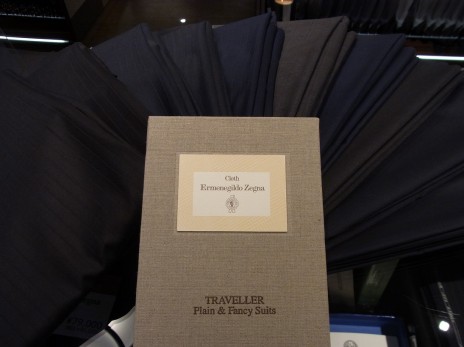 Cloth
Ermenegildo Zegna
TRAVELLER
Plain & Fancy Suits